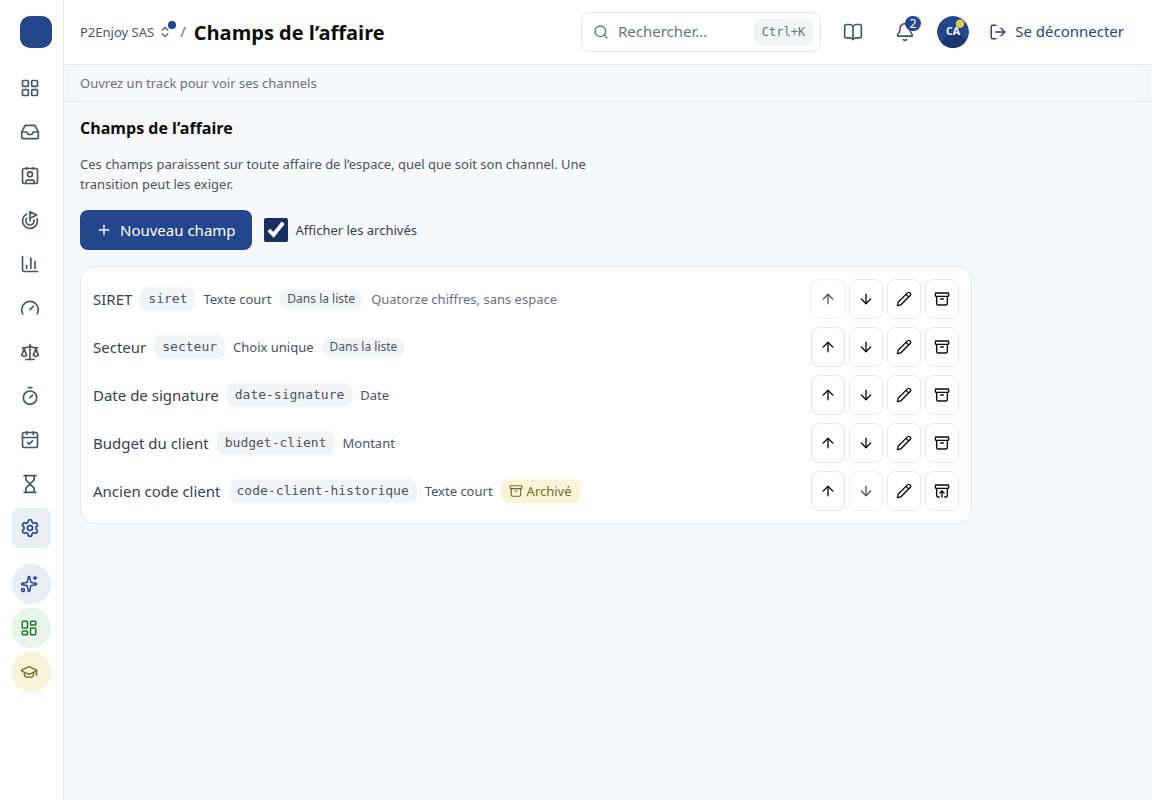 P2Enjoy SAS / Champs de l’affaire Rechercher... Ctrl+K 2 CA Se déconnecter
Ouvrez un track pour voir ses channels
Champs de l’affaire
Ces champs paraissent sur toute affaire de l’espace, quel que soit son channel. Une
transition peut les exiger.
Nouveau champ Afficher les archivés
SIRET siret Texte court Dans la liste Quatorze chiffres, sans espace
Secteur secteur Choix unique Dans la liste
Date de signature date-signature Date
Budget du client budget-client Montant
Ancien code client code-client-historique Texte court Archivé